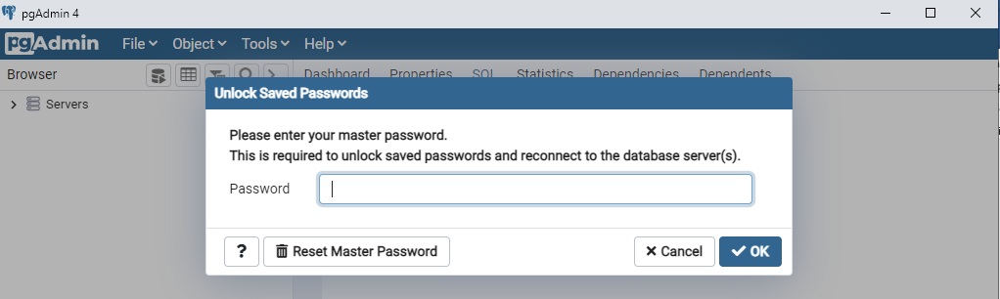 pgAdmin 4
pgAdmin File Object Tools Help
Browser Dashboard Properties SQL Statistics Dependencies Dependents
Servers
Unlock Saved Passwords
Please enter your master password.
This is required to unlock saved passwords and reconnect to the database server(s).
Password
? Reset Master Password Cancel OK